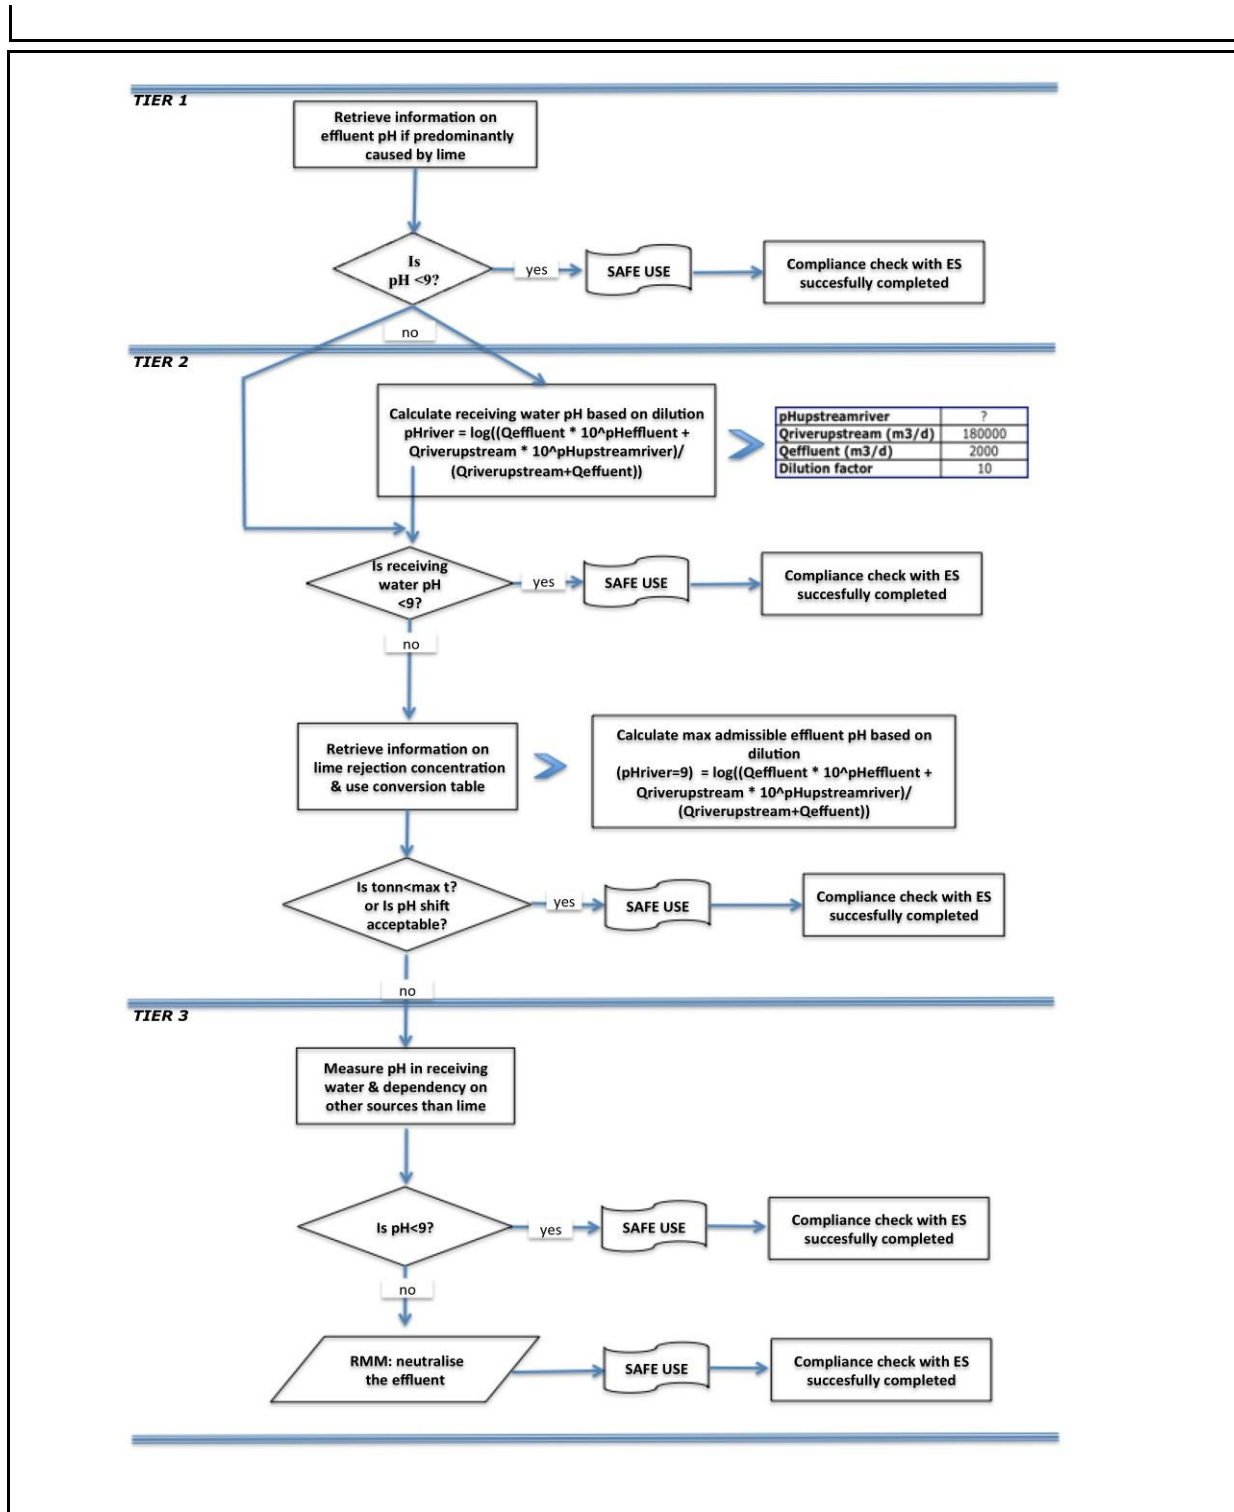 TIER 1
Retrieve information on
effluent pH if predominantly
caused by lime
Is
pH <9?
yes
SAFE USE
Compliance check with ES
succesfully completed
no
TIER 2
Calculate receiving water pH based on dilution
pHriver = log((Qeffluent * 10^pHeffluent +
Qriverupstream * 10^pHupstreamriver)/
(Qriverupstream+Qeffuent))
pHupstreamriver ?
Qriverupstream (m3/d) 180000
Qeffluent (m3/d) 2000
Dilution factor 10
Is receiving
water pH
<9?
yes
SAFE USE
Compliance check with ES
succesfully completed
no
Retrieve information on
lime rejection concentration
& use conversion table
Calculate max admissible effluent pH based on
dilution
(pHriver=9) = log((Qeffluent * 10^pHeffluent +
Qriverupstream * 10^pHupstreamriver)/
(Qriverupstream+Qeffuent))
Is tonn<max t?
or Is pH shift
acceptable?
yes
SAFE USE
Compliance check with ES
succesfully completed
no
TIER 3
Measure pH in receiving
water & dependency on
other sources than lime
Is pH<9?
yes
SAFE USE
Compliance check with ES
succesfully completed
no
RMM: neutralise
the effluent
SAFE USE
Compliance check with ES
succesfully completed